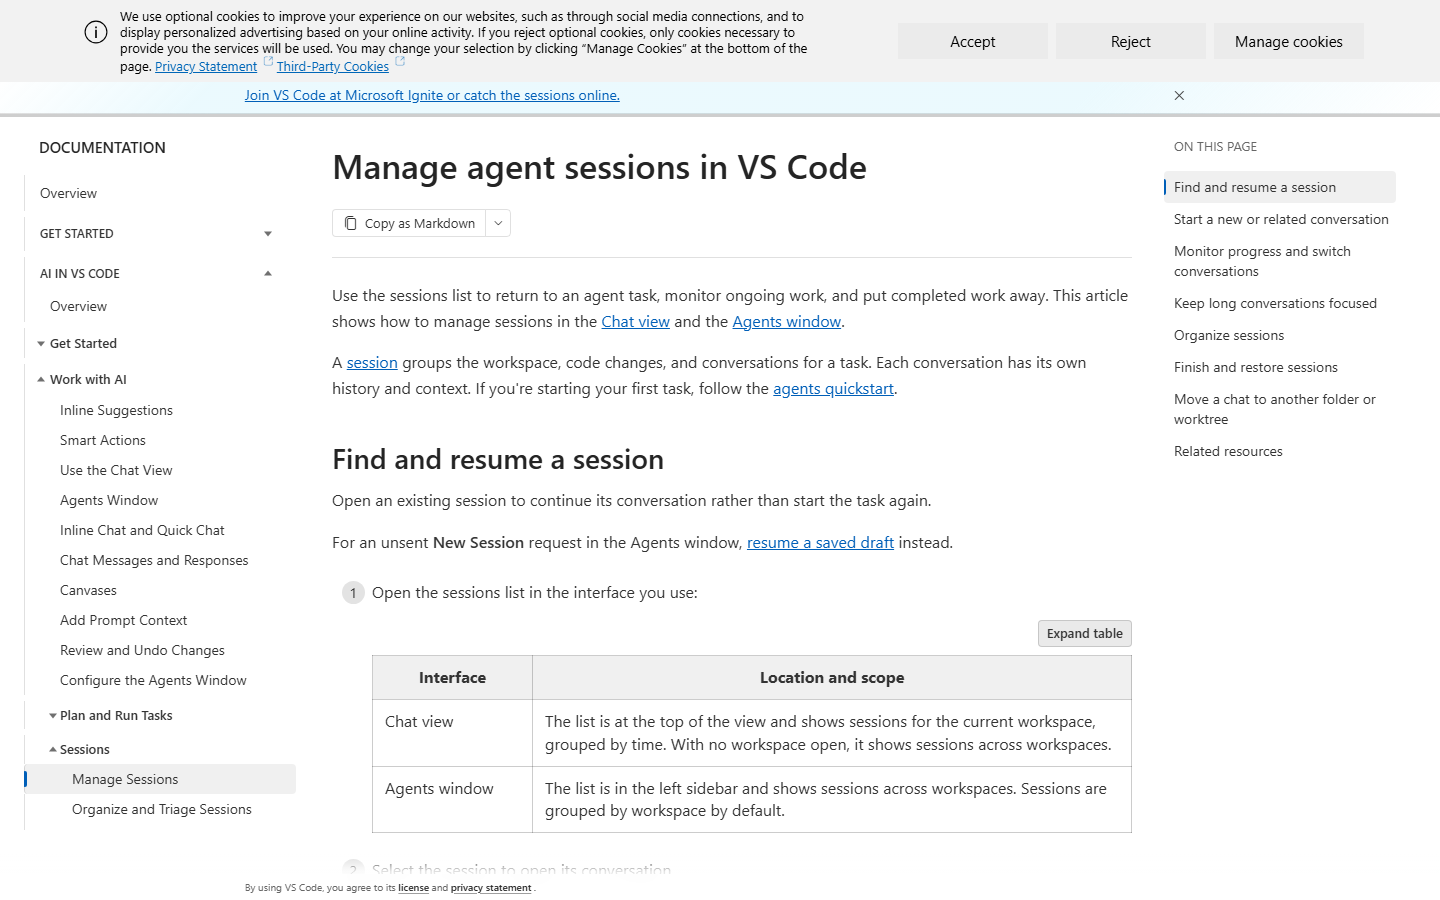 We use optional cookies to improve your experience on our websites, such as through social media connections, and to
display personalized advertising based on your online activity. If you reject optional cookies, only cookies necessary to
provide you the services will be used. You may change your selection by clicking “Manage Cookies” at the bottom of the
page. Privacy Statement Third-Party Cookies
Accept
Reject
Manage cookies
Join VS Code at Microsoft Ignite or catch the sessions online.
DOCUMENTATION
Overview
GET STARTED
AI IN VS CODE
Overview
Get Started
Work with AI
Inline Suggestions
Smart Actions
Use the Chat View
Agents Window
Inline Chat and Quick Chat
Chat Messages and Responses
Canvases
Add Prompt Context
Review and Undo Changes
Configure the Agents Window
Plan and Run Tasks
Sessions
Manage Sessions
Organize and Triage Sessions
Manage agent sessions in VS Code
Copy as Markdown
Use the sessions list to return to an agent task, monitor ongoing work, and put completed work away. This article
shows how to manage sessions in the Chat view and the Agents window.
A session groups the workspace, code changes, and conversations for a task. Each conversation has its own
history and context. If you're starting your first task, follow the agents quickstart.
Find and resume a session
Open an existing session to continue its conversation rather than start the task again.
For an unsent New Session request in the Agents window, resume a saved draft instead.
1 Open the sessions list in the interface you use:
Expand table
Interface
Location and scope
Chat view
The list is at the top of the view and shows sessions for the current workspace,
grouped by time. With no workspace open, it shows sessions across workspaces.
Agents window
The list is in the left sidebar and shows sessions across workspaces. Sessions are
grouped by workspace by default.
2 Select the session to open its conversation
ON THIS PAGE
Find and resume a session
Start a new or related conversation
Monitor progress and switch
conversations
Keep long conversations focused
Organize sessions
Finish and restore sessions
Move a chat to another folder or
worktree
Related resources
By using VS Code, you agree to its license and privacy statement .